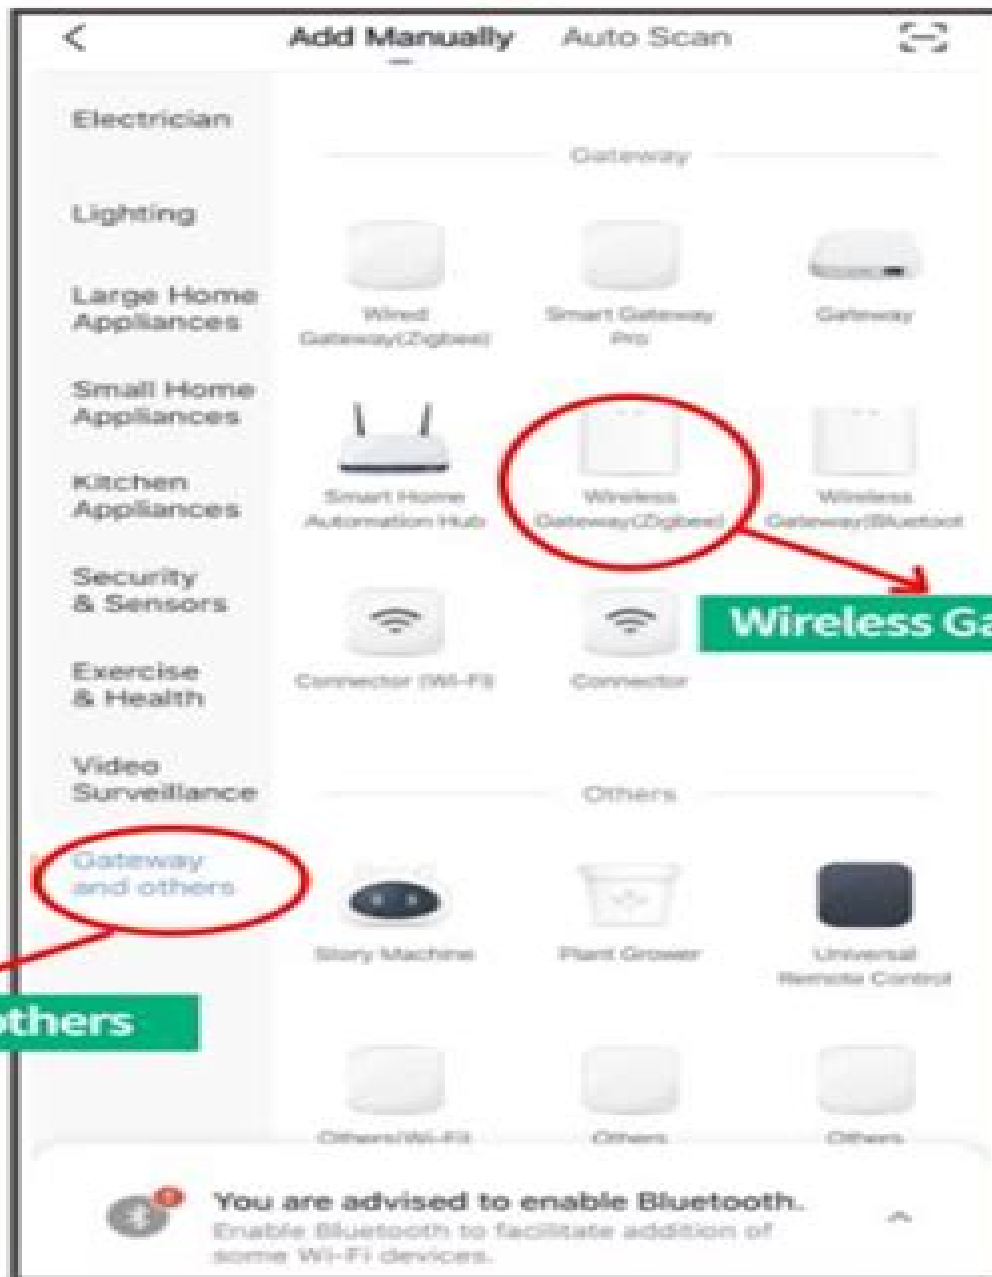 Add Manually Auto Scan
Electrician
Lighting
Large Home
Appliances
Small Home
Appliances
Kitchen
Appliances
Security
& Sensors
Exercise
& Health
Video
Surveillance
Gateway
and others
others
Gateway
Wired
Gateway(Zigbee)
Smart Gateway
Pro
Gateway
Smart Home
Automation Hub
Wireless
Gateway(Zigbee)
Wireless
Gateway(Bluetoot
Wireless Ga
Connector (Wi-Fi)
Connector
Others
Story Machine
Plant Grower
Universal
Remote Control
Others(Wi-Fi)
Others
Others
You are advised to enable Bluetooth.
Enable Bluetooth to facilitate addition of
some Wi-Fi devices.